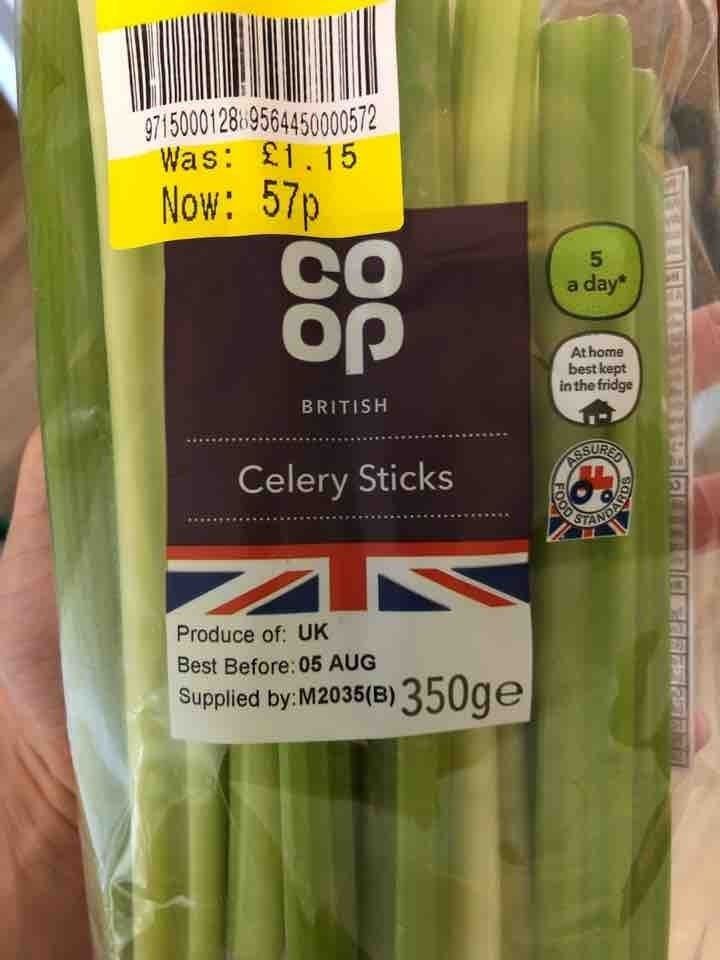 9715000128
9564450000572
Was: £1.15
Now: 57p
CO
OP
BRITISH
Celery Sticks
5
a day*
At home
best kept
in the fridge
ASSURED
FOOD STANDARDS
Produce of: UK
Best Before: 05 AUG
Supplied by: M2035(B)
350g e